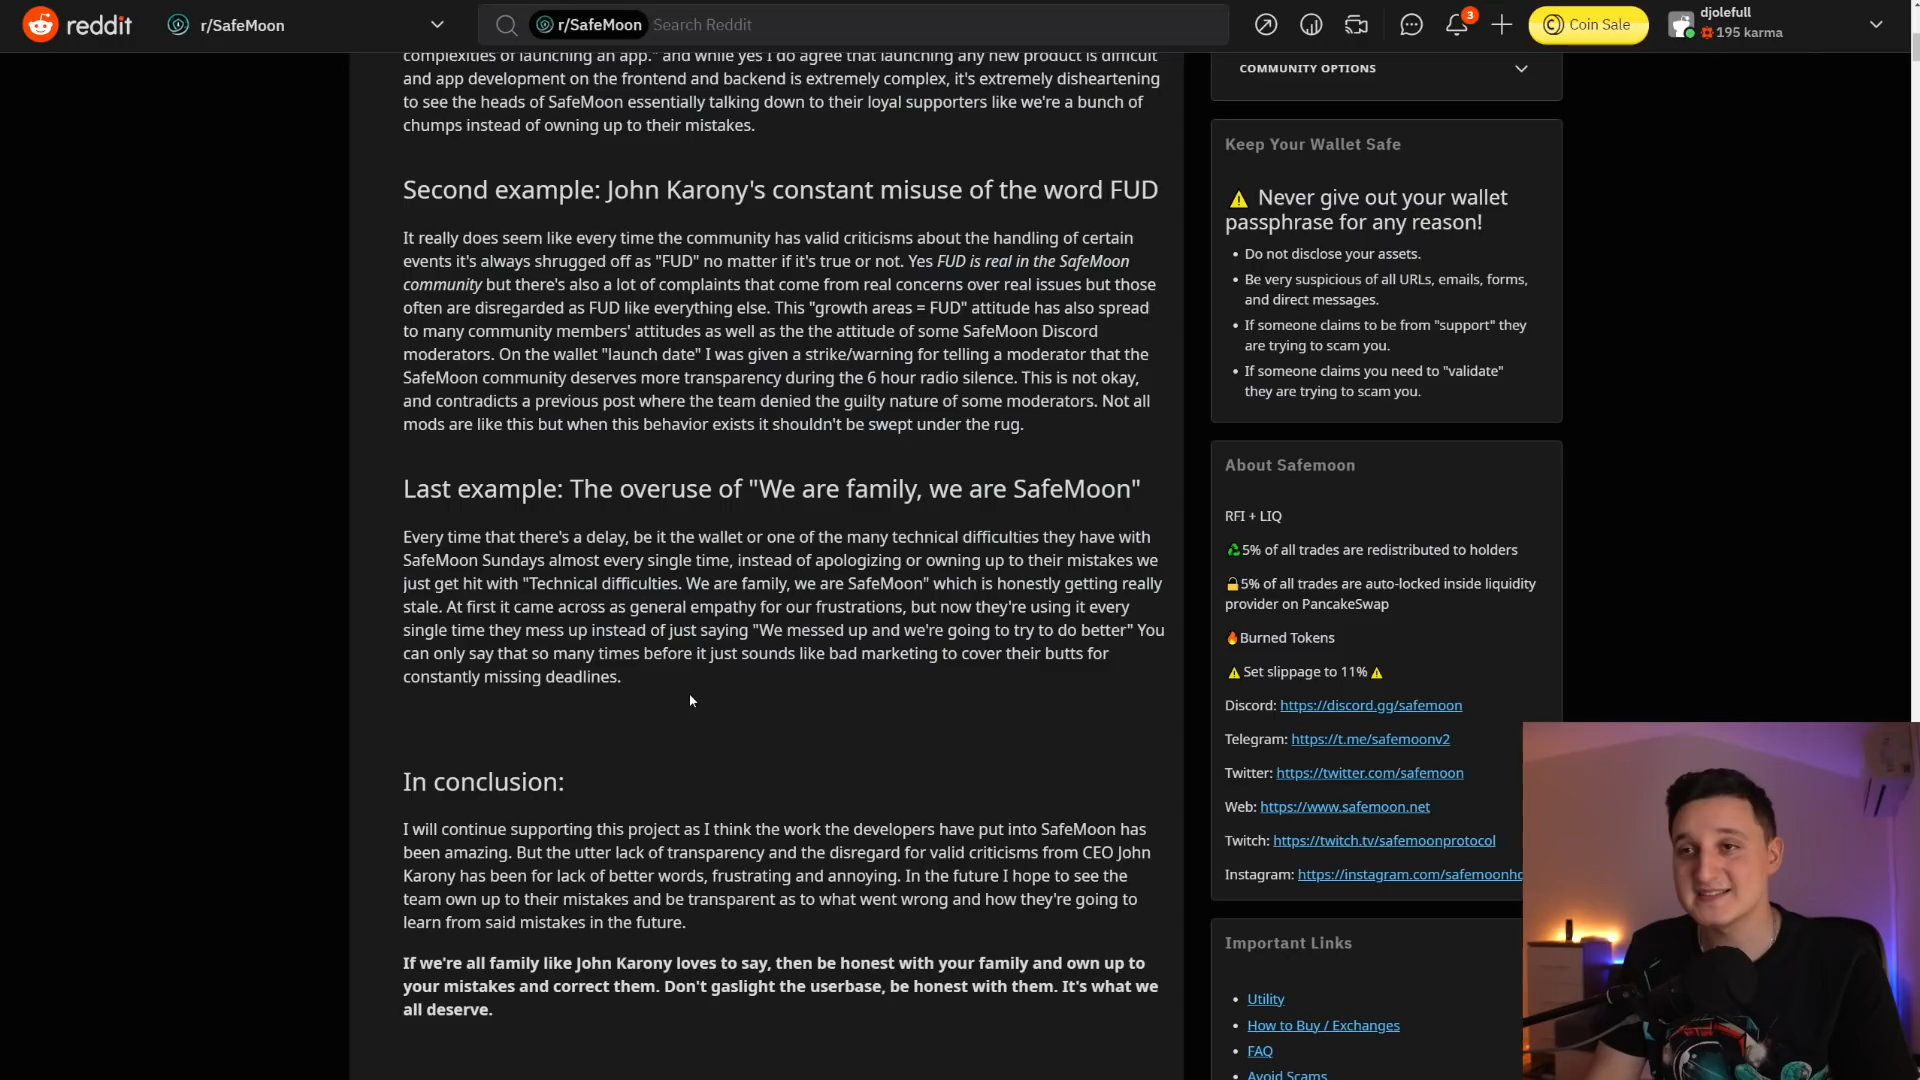 reddit
r/SafeMoon
r/SafeMoon Search Reddit
3
Coin Sale
djolefull
195 karma
complexities of launching an app." and while yes I do agree that launching any new product is difficult
and app development on the frontend and backend is extremely complex, it's extremely disheartening
to see the heads of SafeMoon essentially talking down to their loyal supporters like we're a bunch of
chumps instead of owning up to their mistakes.
Second example: John Karony's constant misuse of the word FUD
It really does seem like every time the community has valid criticisms about the handling of certain
events it's always shrugged off as "FUD" no matter if it's true or not. Yes FUD is real in the SafeMoon
community but there's also a lot of complaints that come from real concerns over real issues but those
often are disregarded as FUD like everything else. This "growth areas = FUD" attitude has also spread
to many community members' attitudes as well as the the attitude of some SafeMoon Discord
moderators. On the wallet "launch date" I was given a strike/warning for telling a moderator that the
SafeMoon community deserves more transparency during the 6 hour radio silence. This is not okay,
and contradicts a previous post where the team denied the guilty nature of some moderators. Not all
mods are like this but when this behavior exists it shouldn't be swept under the rug.
Last example: The overuse of "We are family, we are SafeMoon"
Every time that there's a delay, be it the wallet or one of the many technical difficulties they have with
SafeMoon Sundays almost every single time, instead of apologizing or owning up to their mistakes we
just get hit with "Technical difficulties. We are family, we are SafeMoon" which is honestly getting really
stale. At first it came across as general empathy for our frustrations, but now they're using it every
single time they mess up instead of just saying "We messed up and we're going to try to do better" You
can only say that so many times before it just sounds like bad marketing to cover their butts for
constantly missing deadlines.
In conclusion:
I will continue supporting this project as I think the work the developers have put into SafeMoon has
been amazing. But the utter lack of transparency and the disregard for valid criticisms from CEO John
Karony has been for lack of better words, frustrating and annoying. In the future I hope to see the
team own up to their mistakes and be transparent as to what went wrong and how they're going to
learn from said mistakes in the future.
If we're all family like John Karony loves to say, then be honest with your family and own up to
your mistakes and correct them. Don't gaslight the userbase, be honest with them. It's what we
all deserve.
COMMUNITY OPTIONS
Keep Your Wallet Safe
⚠ Never give out your wallet
passphrase for any reason!
• Do not disclose your assets.
• Be very suspicious of all URLs, emails, forms,
and direct messages.
• If someone claims to be from "support" they
are trying to scam you.
• If someone claims you need to "validate"
they are trying to scam you.
About Safemoon
RFI + LIQ
♻5% of all trades are redistributed to holders
🔒5% of all trades are auto-locked inside liquidity
provider on PancakeSwap
🔥Burned Tokens
⚠ Set slippage to 11% ⚠
Discord: https://discord.gg/safemoon
Telegram: https://t.me/safemoonv2
Twitter: https://twitter.com/safemoon
Web: https://www.safemoon.net
Twitch: https://twitch.tv/safemoonprotocol
Instagram: https://instagram.com/safemoonhq
Important Links
• Utility
• How to Buy / Exchanges
• FAQ
• Avoid Scams